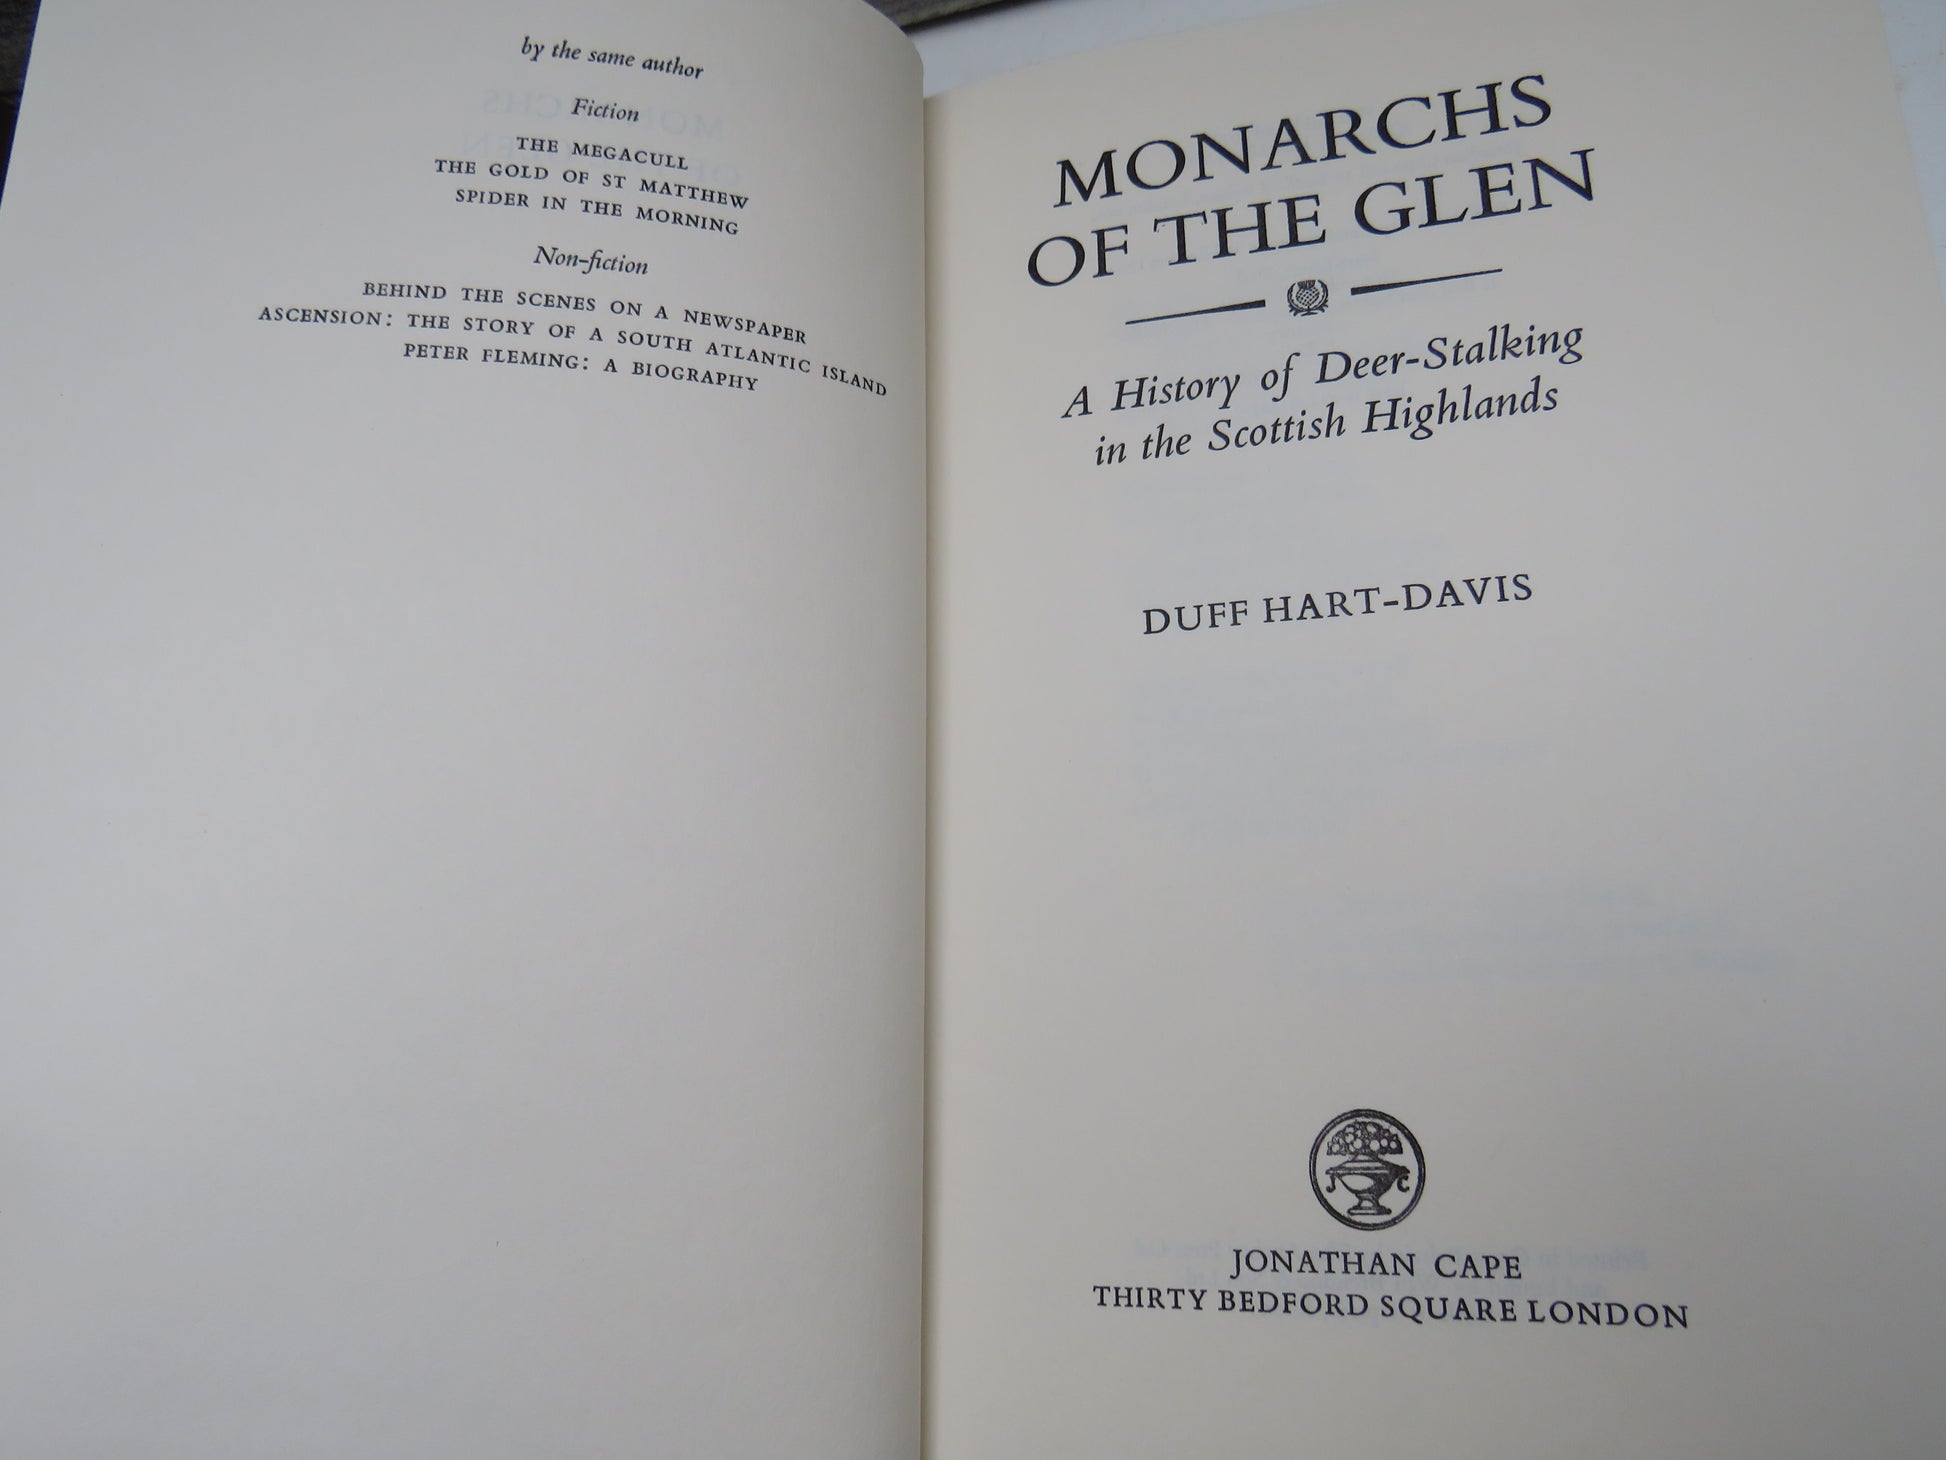 by the same author
Fiction
THE MEGACULL
THE GOLD OF ST MATTHEW
SPIDER IN THE MORNING
Non-fiction
BEHIND THE SCENES ON A NEWSPAPER
ASCENSION: THE STORY OF A SOUTH ATLANTIC ISLAND
PETER FLEMING: A BIOGRAPHY
MONARCHS
OF THE GLEN
A History of Deer-Stalking
in the Scottish Highlands
DUFF HART-DAVIS
J C
JONATHAN CAPE
THIRTY BEDFORD SQUARE LONDON